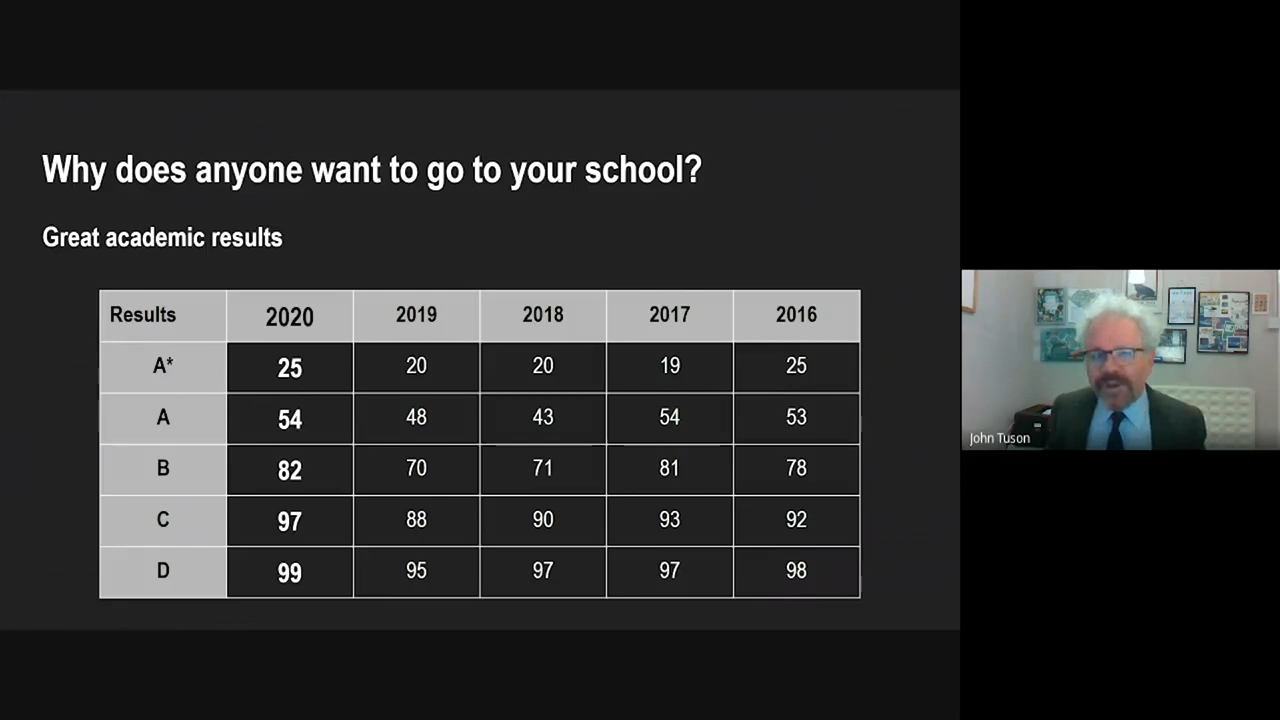 Why does anyone want to go to your school?
Great academic results
Results 2020 2019 2018 2017 2016
A* 25 20 20 19 25
A 54 48 43 54 53
B 82 70 71 81 78
C 97 88 90 93 92
D 99 95 97 97 98
John Tuson